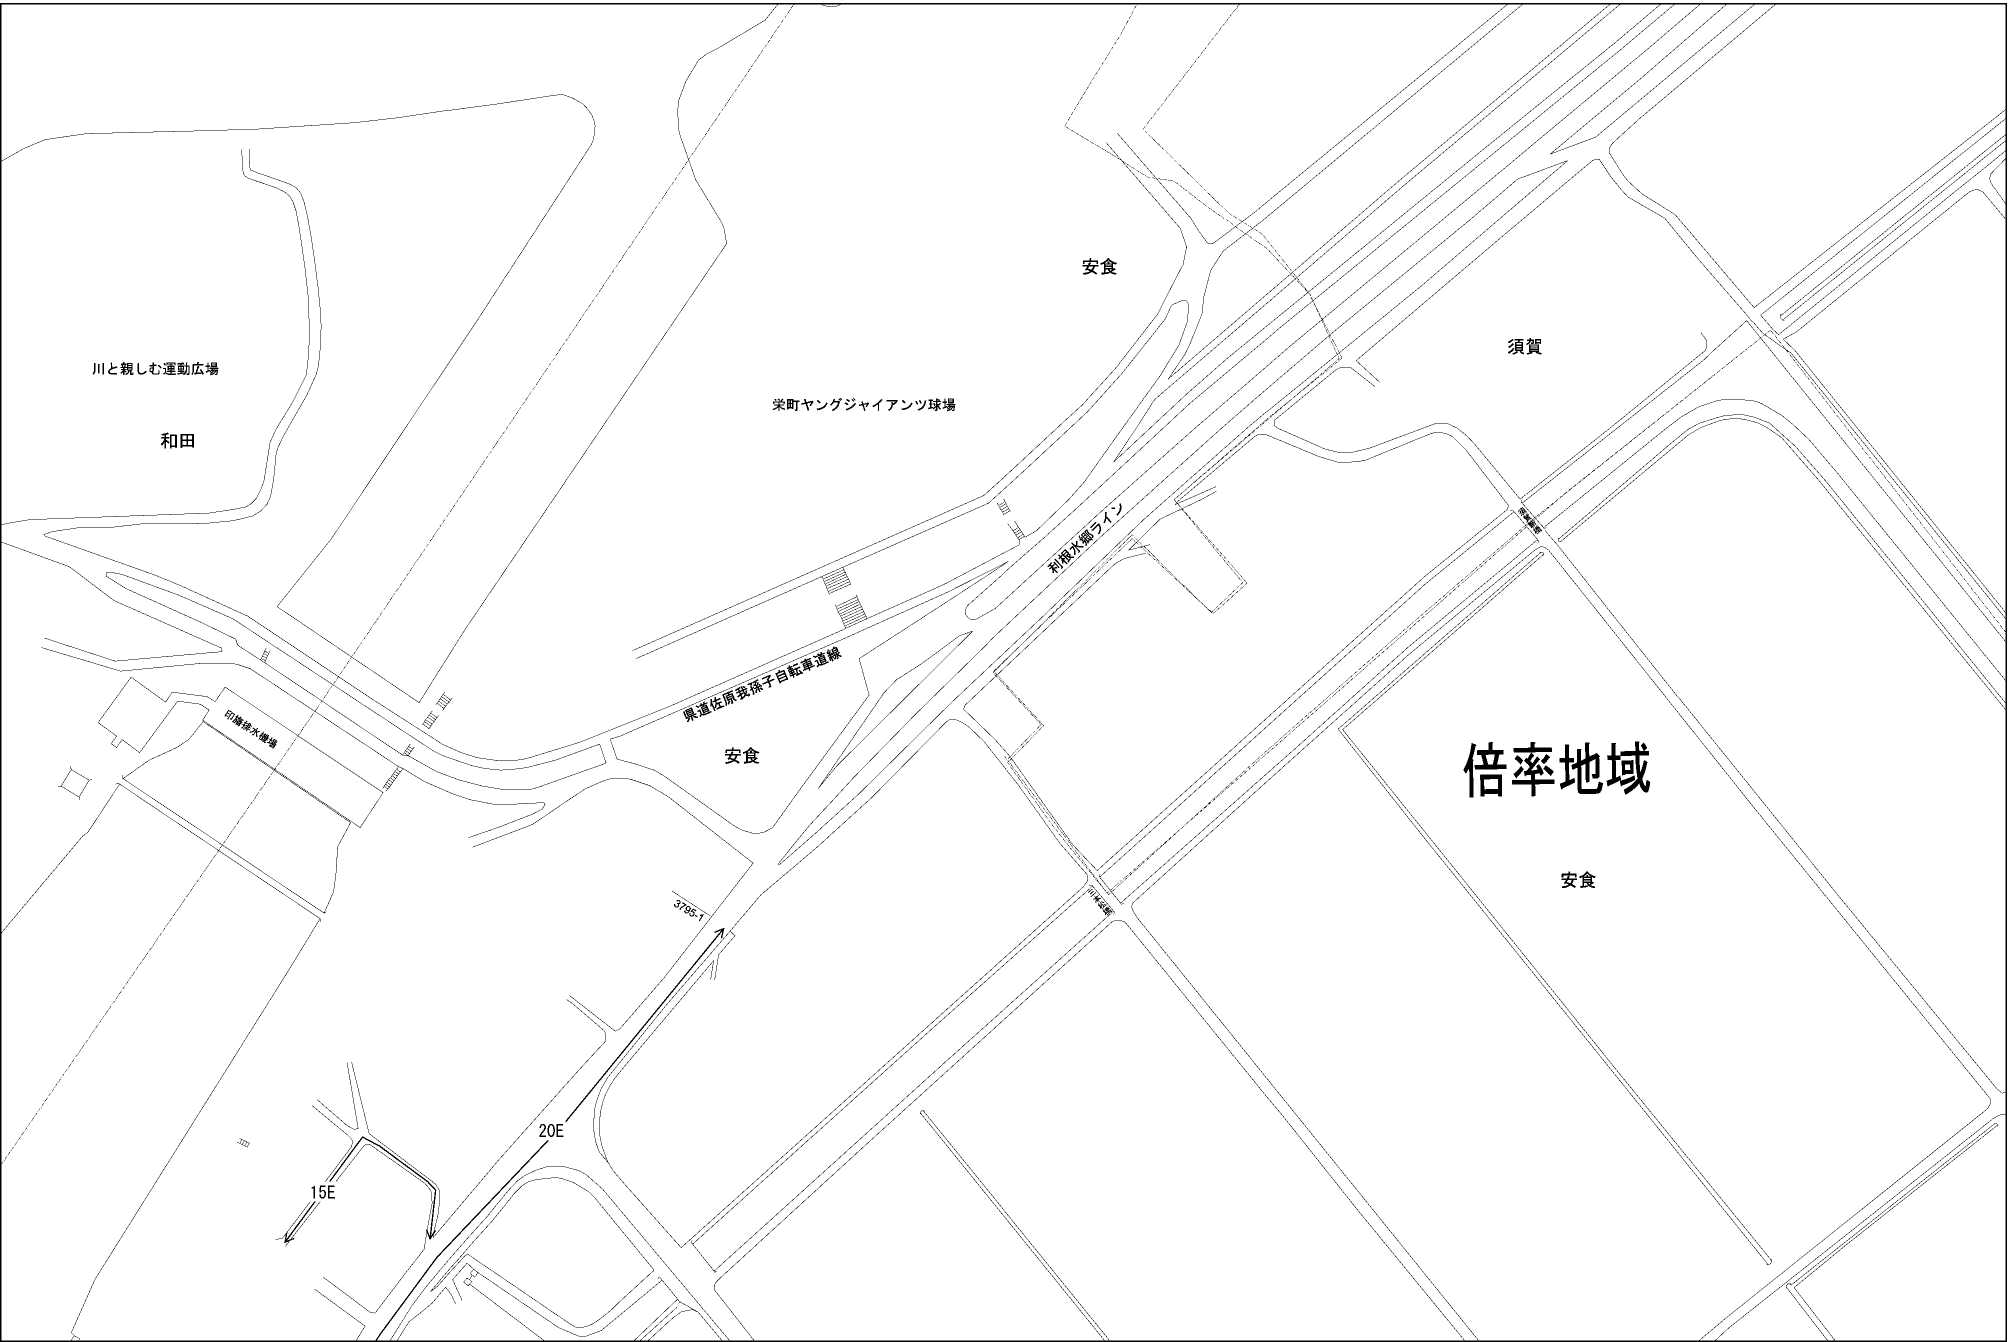 安食
須賀
川と親しむ運動広場
栄町ヤングジャイアンツ球場
和田
利根水郷ライン
県道佐原我孫子自転車道線
印旛排水機場
安食
倍率地域
安食
3795-1
20E
15E